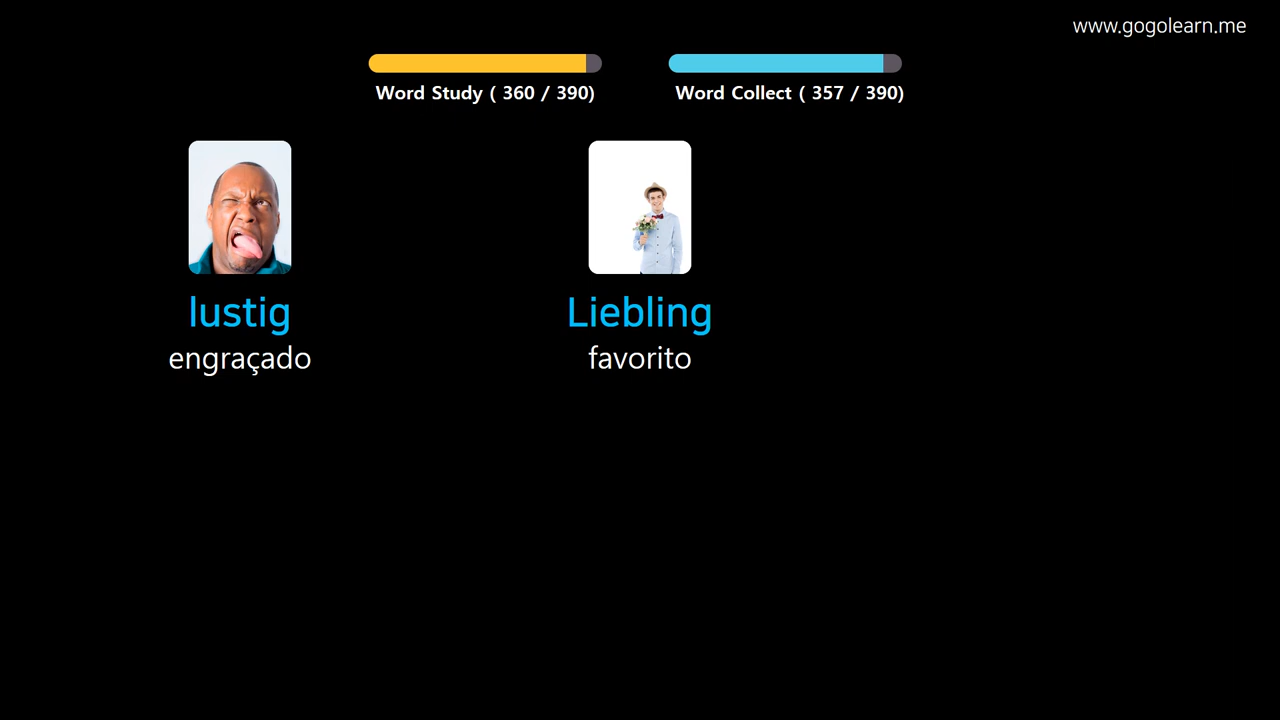 www.gogolearn.me
Word Study ( 360 / 390)
Word Collect ( 357 / 390)
lustig
Liebling
engraçado
favorito